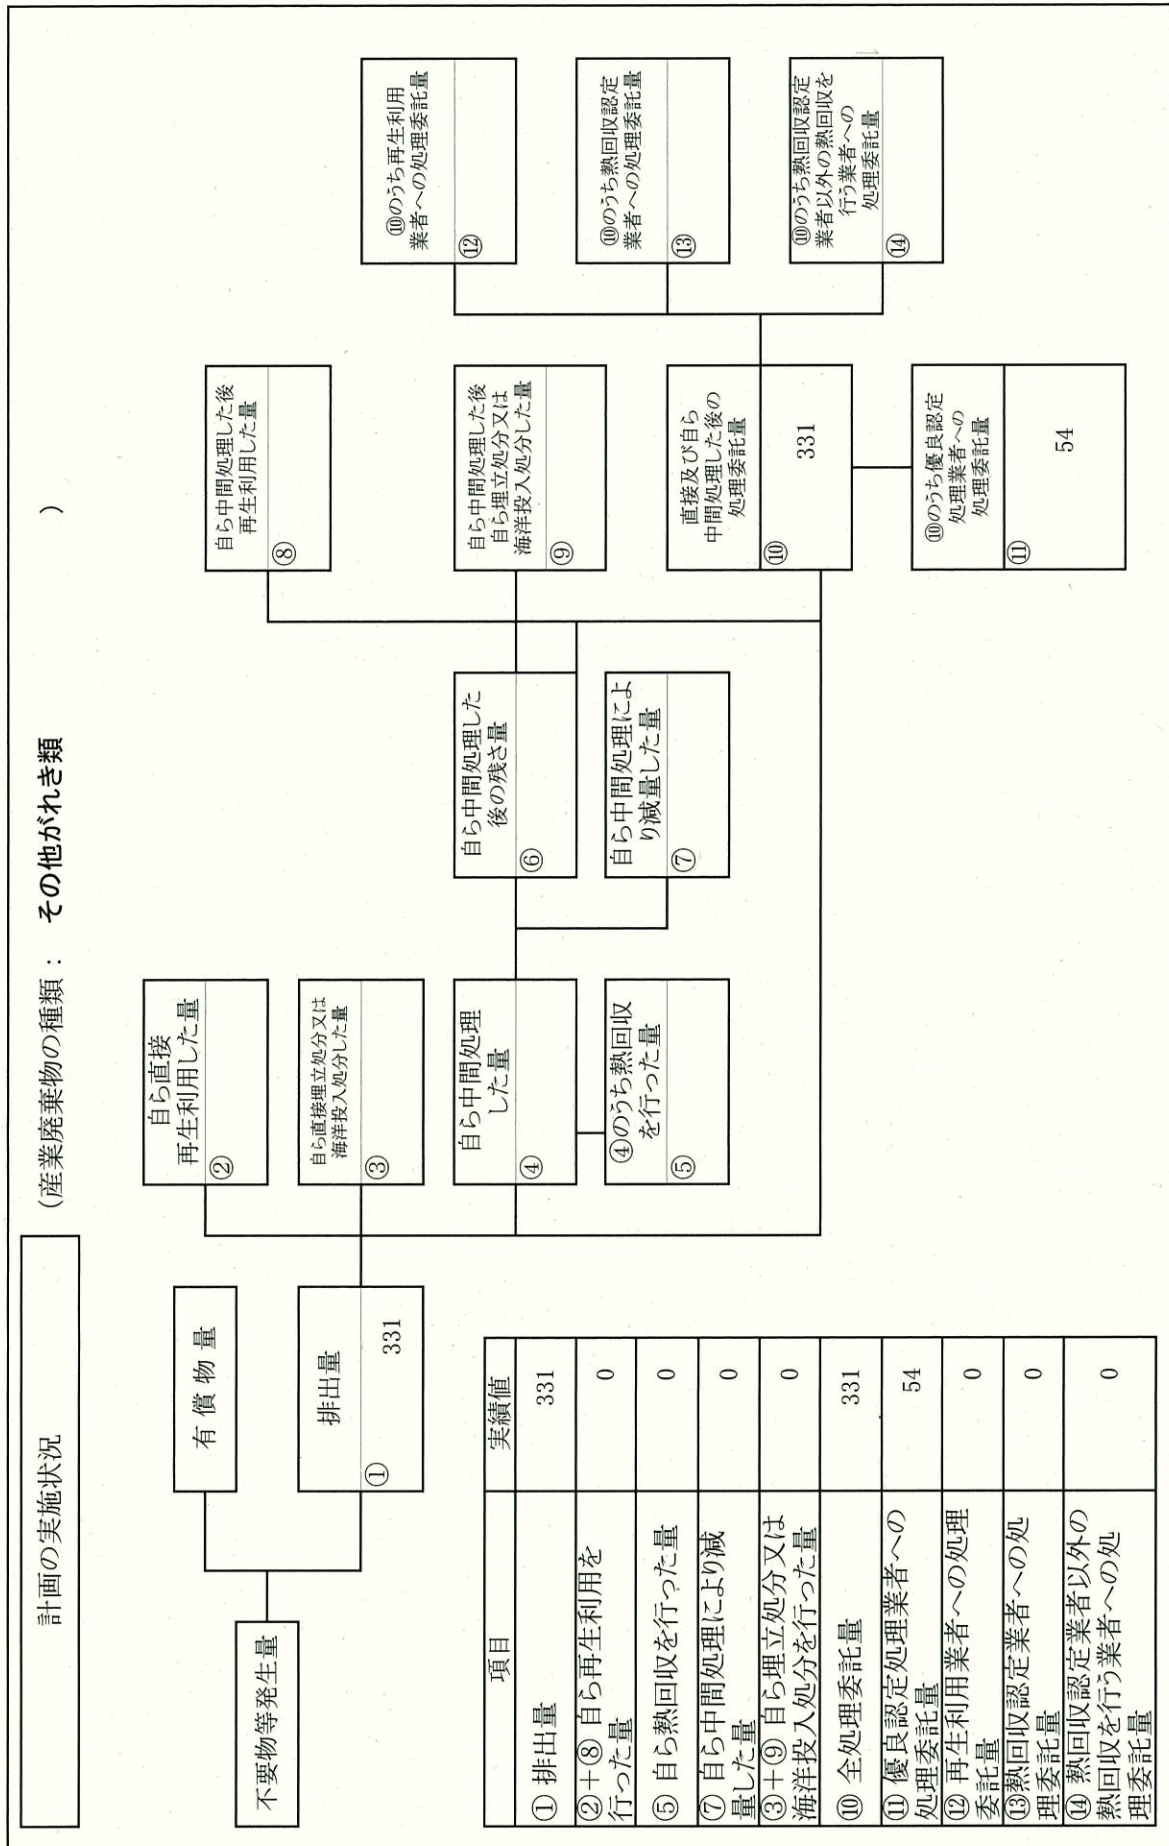 計画の実施状況
(産業廃棄物の種類： その他がれき類 )
不要物等発生量
有償物量
排出量
①
331
自ら直接
再生利用した量
②
自ら直接埋立処分又は
海洋投入処分した量
③
自ら中間処理
した量
④
④のうち熱回収
を行った量
⑤
自ら中間処理した
後の残さ量
⑥
自ら中間処理によ
り減量した量
⑦
自ら中間処理した後
再生利用した量
⑧
自ら中間処理した後
自ら埋立処分又は
海洋投入処分した量
⑨
直接及び自ら
中間処理した後の
処理委託量
⑩
331
⑩のうち優良認定
処理業者への
処理委託量
⑪
54
⑩のうち再生利用
業者への処理委託量
⑫
⑩のうち熱回収認定
業者への処理委託量
⑬
⑩のうち熱回収認定
業者以外の熱回収を
行う業者への
処理委託量
⑭
項目 実績値
① 排出量 331
②＋⑧ 自ら再生利用を
行った量 0
⑤ 自ら熱回収を行った量 0
⑦ 自ら中間処理により減
量した量 0
③＋⑨ 自ら埋立処分又は
海洋投入処分を行った量 0
⑩ 全処理委託量 331
⑪ 優良認定処理業者への
処理委託量 54
⑫ 再生利用業者への処理
委託量 0
⑬熱回収認定業者への処
理委託量 0
⑭ 熱回収認定業者以外の
熱回収を行う業者への処
理委託量 0